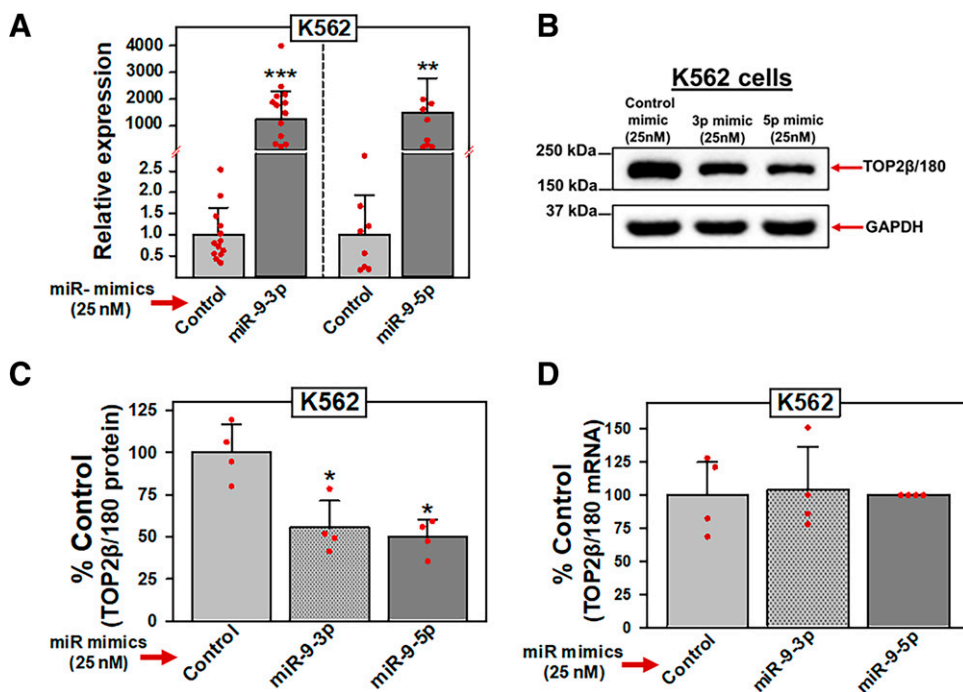 A
K562
Relative expression
4000
3000
2000
1000
2.5
2.0
1.5
1.0
0.5
***
**
miR- mimics
(25 nM)
Control
miR-9-3p
Control
miR-9-5p
B
K562 cells
Control
mimic
(25nM)
3p mimic
(25nM)
5p mimic
(25nM)
250 kDa
150 kDa
37 kDa
TOP2β/180
GAPDH
C
K562
% Control
(TOP2β/180 protein)
125
100
75
50
25
0
*
*
miR mimics
(25 nM)
Control
miR-9-3p
miR-9-5p
D
K562
% Control
(TOP2β/180 mRNA)
150
125
100
75
50
25
0
miR mimics
(25 nM)
Control
miR-9-3p
miR-9-5p